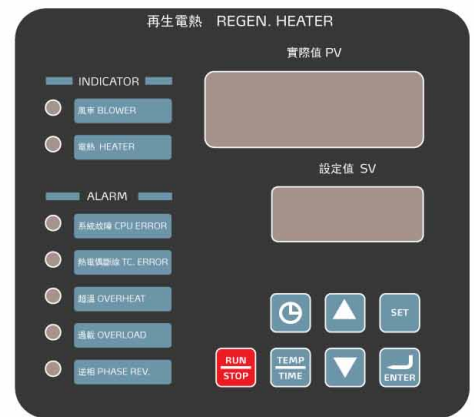 再生電熱 REGEN. HEATER
實際值 PV
INDICATOR
風車 BLOWER
電熱 HEATER
設定值 SV
ALARM
系統故障 CPU ERROR
熱電偶斷線 TC. ERROR
超溫 OVERHEAT
過載 OVERLOAD
逆相 PHASE REV.
SET
RUN
STOP
TEMP
TIME
ENTER